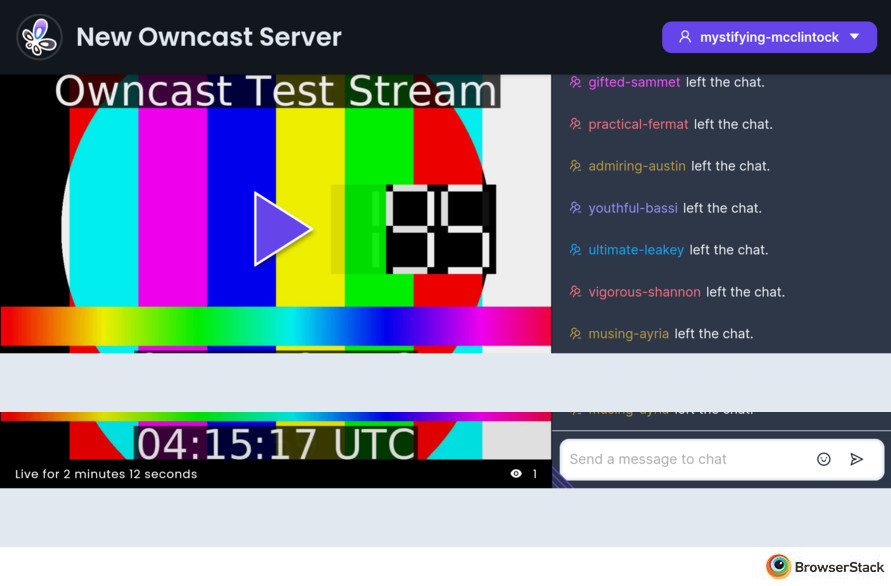 New Owncast Server
mystifying-mcclintock
Owncast Test Stream
gifted-sammet left the chat.
practical-fermat left the chat.
admiring-austin left the chat.
youthful-bassi left the chat.
ultimate-leakey left the chat.
vigorous-shannon left the chat.
musing-ayria left the chat.
musing-ayria left the chat.
04:15:17 UTC
Live for 2 minutes 12 seconds
1
Send a message to chat
BrowserStack